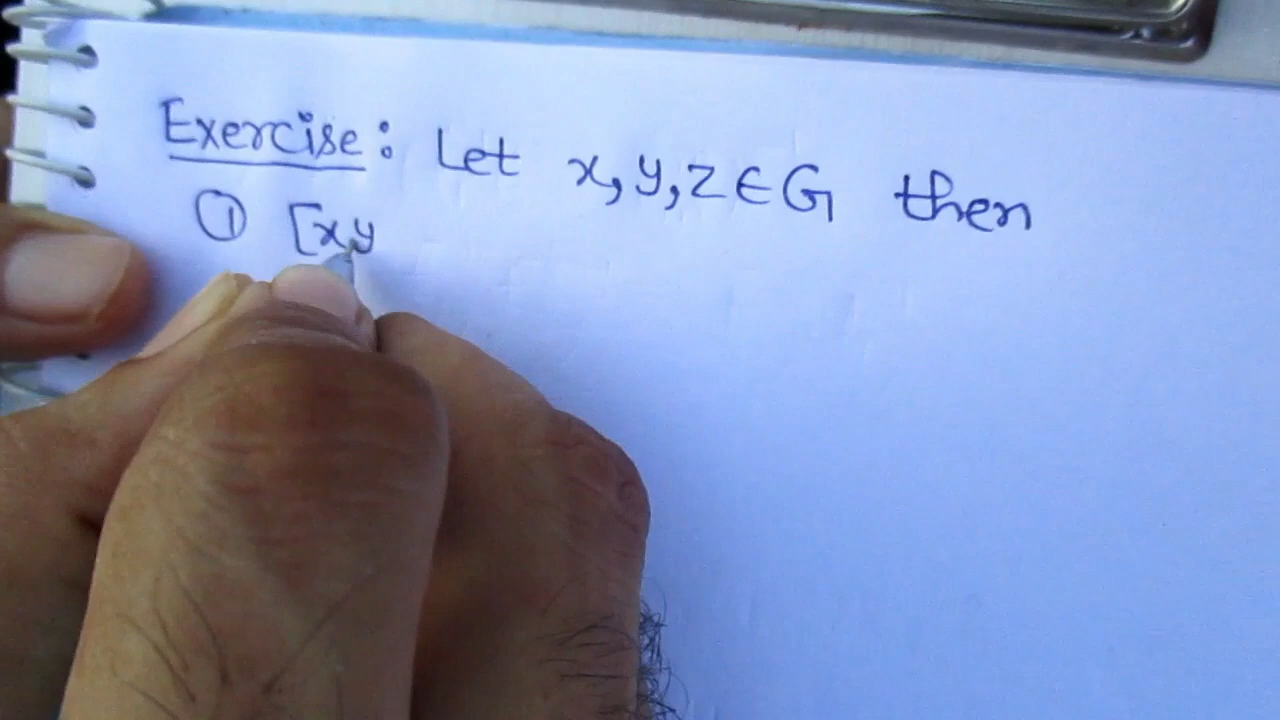 Exercise: Let x, y, z ∈ G then
① [xy